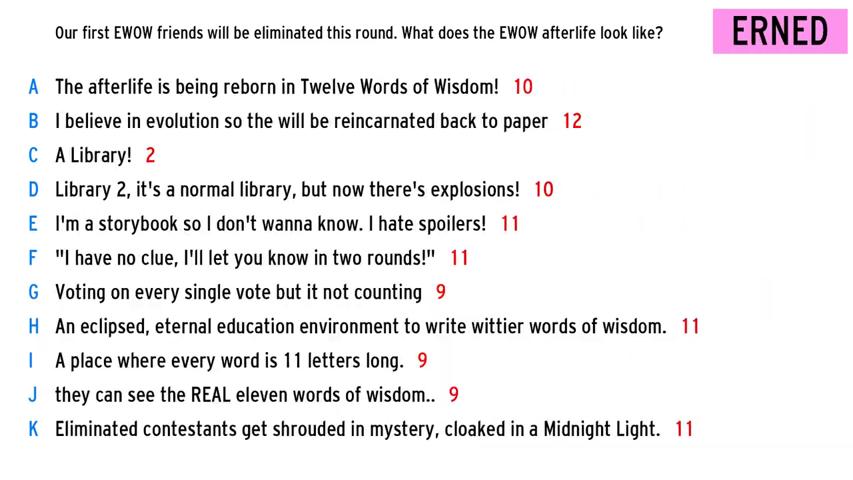 Our first EWOW friends will be eliminated this round. What does the EWOW afterlife look like?
ERNED
A The afterlife is being reborn in Twelve Words of Wisdom! 10
B I believe in evolution so the will be reincarnated back to paper 12
C A Library! 2
D Library 2, it's a normal library, but now there's explosions! 10
E I'm a storybook so I don't wanna know. I hate spoilers! 11
F "I have no clue, I'll let you know in two rounds!" 11
G Voting on every single vote but it not counting 9
H An eclipsed, eternal education environment to write wittier words of wisdom. 11
I A place where every word is 11 letters long. 9
J they can see the REAL eleven words of wisdom.. 9
K Eliminated contestants get shrouded in mystery, cloaked in a Midnight Light. 11